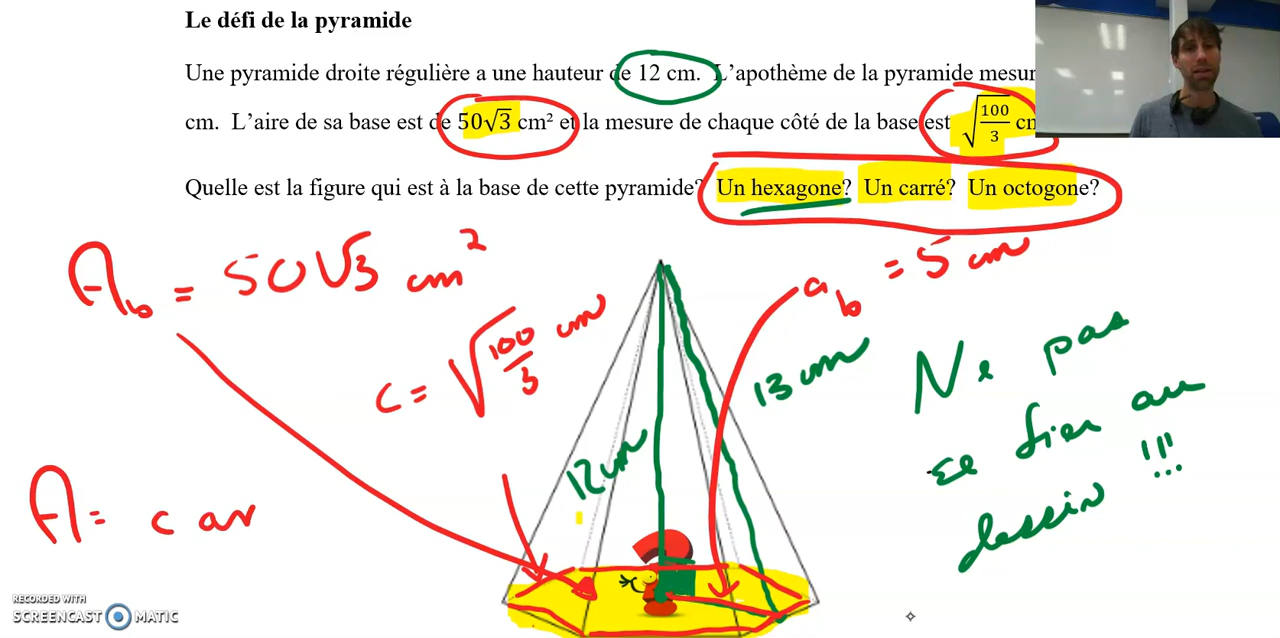 Le défi de la pyramide
Une pyramide droite régulière a une hauteur de 12 cm. L'apothème de la pyramide mesur
cm. L'aire de sa base est de 50√3 cm² et la mesure de chaque côté de la base est √(100/3) cm
Quelle est la figure qui est à la base de cette pyramide? Un hexagone? Un carré? Un octogone?
A_b = 50√3 cm²
a_b = 5 cm
c = √(100/3) cm
13 cm
Ne pas
se fier au
dessin !!!
12 cm
A = c an
RECORDED WITH
SCREENCAST MATIC